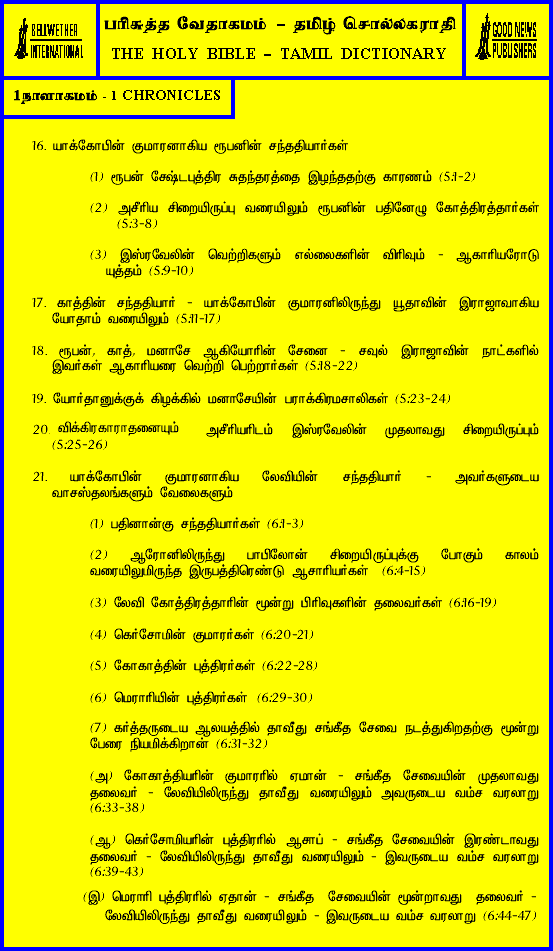 BELLWETHER
INTERNATIONAL
பரிசுத்த வேதாகமம் – தமிழ் சொல்லகராதி
THE HOLY BIBLE – TAMIL DICTIONARY
GOOD NEWS
PUBLISHERS
1நாளாகமம் - 1 CHRONICLES
16. யாக்கோபின் குமாரனாகிய ரூபனின் சந்ததியார்கள்
(1) ரூபன் சேஷ்டபுத்திர சுதந்தரத்தை இழந்ததற்கு காரணம் (5:1-2)
(2) அசீரிய சிறையிருப்பு வரையிலும் ரூபனின் பதினேழு கோத்திரத்தார்கள்
(5:3-8)
(3) இஸ்ரவேலின் வெற்றிகளும் எல்லைகளின் விரிவும் - ஆகாரியரோடு
யுத்தம் (5:9-10)
17. காத்தின் சந்ததியார் - யாக்கோபின் குமாரனிலிருந்து யூதாவின் இராஜாவாகிய
யோதாம் வரையிலும் (5:11-17)
18. ரூபன், காத், மனாசே ஆகியோரின் சேனை - சவுல் இராஜாவின் நாட்களில்
இவர்கள் ஆகாரியரை வெற்றி பெற்றார்கள் (5:18-22)
19. யோர்தானுக்குக் கிழக்கில் மனாசேயின் பராக்கிரமசாலிகள் (5:23-24)
20. விக்கிரகாராதனையும் அசீரியரிடம் இஸ்ரவேலின் முதலாவது சிறையிருப்பும்
(5:25-26)
21. யாக்கோபின் குமாரனாகிய லேவியின் சந்ததியார் - அவர்களுடைய
வாசஸ்தலங்களும் வேலைகளும்
(1) பதினான்கு சந்ததியார்கள் (6:1-3)
(2) ஆரோனிலிருந்து பாபிலோன் சிறையிருப்புக்கு போகும் காலம்
வரையிலுமிருந்த இருபத்திரெண்டு ஆசாரியர்கள் (6:4-15)
(3) லேவி கோத்திரத்தாரின் மூன்று பிரிவுகளின் தலைவர்கள் (6:16-19)
(4) கெர்சோமின் குமாரர்கள் (6:20-21)
(5) கோகாத்தின் புத்திரர்கள் (6:22-28)
(6) மெராரியின் புத்திரர்கள் (6:29-30)
(7) கர்த்தருடைய ஆலயத்தில் தாவீது சங்கீத சேவை நடத்துகிறதற்கு மூன்று
பேரை நியமிக்கிறான் (6:31-32)
(அ) கோகாத்தியரின் குமாரரில் ஏமான் - சங்கீத சேவையின் முதலாவது
தலைவர் - லேவியிலிருந்து தாவீது வரையிலும் அவருடைய வம்ச வரலாறு
(6:33-38)
(ஆ) கெர்சோமியரின் புத்திரரில் ஆசாப் - சங்கீத சேவையின் இரண்டாவது
தலைவர் - லேவியிலிருந்து தாவீது வரையிலும் - இவருடைய வம்ச வரலாறு
(6:39-43)
(இ) மெராரி புத்திரரில் ஏதான் - சங்கீத சேவையின் மூன்றாவது தலைவர் -
லேவியிலிருந்து தாவீது வரையிலும் - இவருடைய வம்ச வரலாறு (6:44-47)